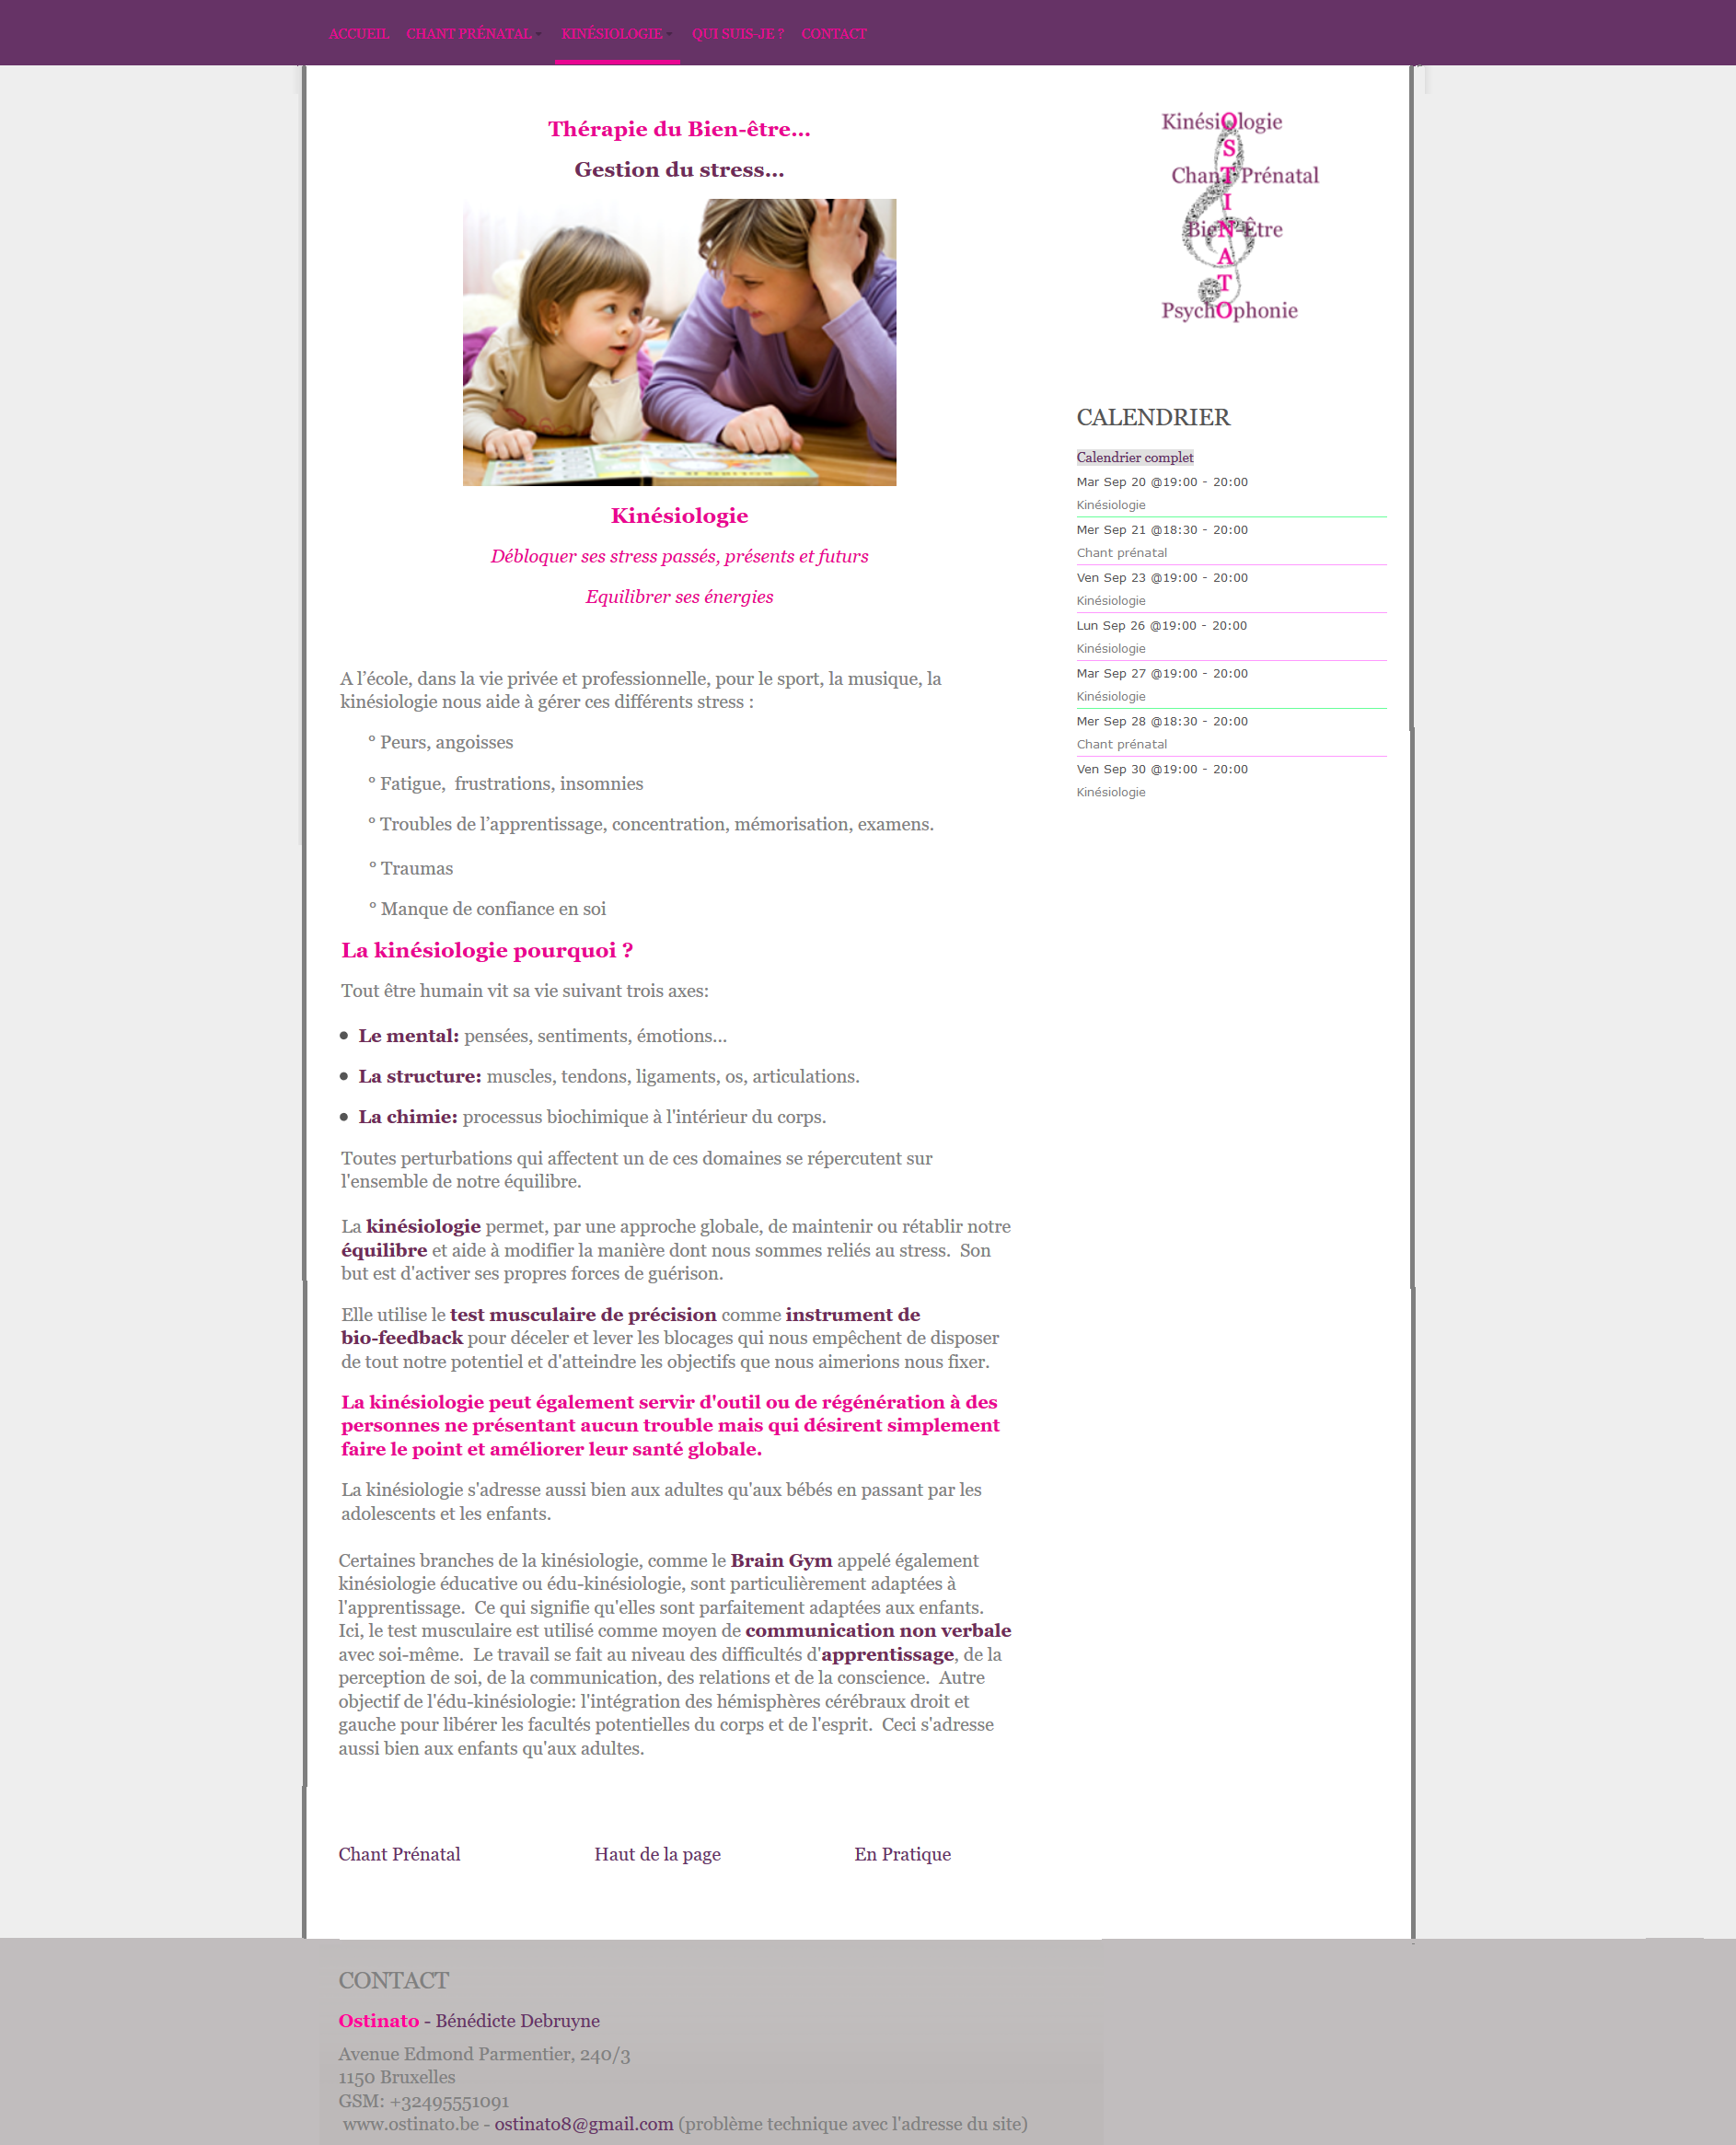 ACCUEIL CHANT PRÉNATAL KINÉSIOLOGIE QUI SUIS-JE ? CONTACT
Thérapie du Bien-être...
Gestion du stress...
Kinésiologie
Débloquer ses stress passés, présents et futurs
Equilibrer ses énergies
A l’école, dans la vie privée et professionnelle, pour le sport, la musique, la
kinésiologie nous aide à gérer ces différents stress :
° Peurs, angoisses
° Fatigue,  frustrations, insomnies
° Troubles de l’apprentissage, concentration, mémorisation, examens.
° Traumas
° Manque de confiance en soi
La kinésiologie pourquoi ?
Tout être humain vit sa vie suivant trois axes:
• Le mental: pensées, sentiments, émotions...
• La structure: muscles, tendons, ligaments, os, articulations.
• La chimie: processus biochimique à l'intérieur du corps.
Toutes perturbations qui affectent un de ces domaines se répercutent sur
l'ensemble de notre équilibre.
La kinésiologie permet, par une approche globale, de maintenir ou rétablir notre
équilibre et aide à modifier la manière dont nous sommes reliés au stress.  Son
but est d'activer ses propres forces de guérison.
Elle utilise le test musculaire de précision comme instrument de
bio-feedback pour déceler et lever les blocages qui nous empêchent de disposer
de tout notre potentiel et d'atteindre les objectifs que nous aimerions nous fixer.
La kinésiologie peut également servir d'outil ou de régénération à des
personnes ne présentant aucun trouble mais qui désirent simplement
faire le point et améliorer leur santé globale.
La kinésiologie s'adresse aussi bien aux adultes qu'aux bébés en passant par les
adolescents et les enfants.
Certaines branches de la kinésiologie, comme le Brain Gym appelé également
kinésiologie éducative ou édu-kinésiologie, sont particulièrement adaptées à
l'apprentissage.  Ce qui signifie qu'elles sont parfaitement adaptées aux enfants.
Ici, le test musculaire est utilisé comme moyen de communication non verbale
avec soi-même.  Le travail se fait au niveau des difficultés d'apprentissage, de la
perception de soi, de la communication, des relations et de la conscience.  Autre
objectif de l'édu-kinésiologie: l'intégration des hémisphères cérébraux droit et
gauche pour libérer les facultés potentielles du corps et de l'esprit.  Ceci s'adresse
aussi bien aux enfants qu'aux adultes.
Chant Prénatal Haut de la page En Pratique
KinésiOlogie
S
ChanT Prénatal
I
BieN-Être
A
T
PsychOphonie
CALENDRIER
Calendrier complet
Mar Sep 20 @19:00 - 20:00
Kinésiologie
Mer Sep 21 @18:30 - 20:00
Chant prénatal
Ven Sep 23 @19:00 - 20:00
Kinésiologie
Lun Sep 26 @19:00 - 20:00
Kinésiologie
Mar Sep 27 @19:00 - 20:00
Kinésiologie
Mer Sep 28 @18:30 - 20:00
Chant prénatal
Ven Sep 30 @19:00 - 20:00
Kinésiologie
CONTACT
Ostinato - Bénédicte Debruyne
Avenue Edmond Parmentier, 240/3
1150 Bruxelles
GSM: +32495551091
www.ostinato.be - ostinato8@gmail.com (problème technique avec l'adresse du site)